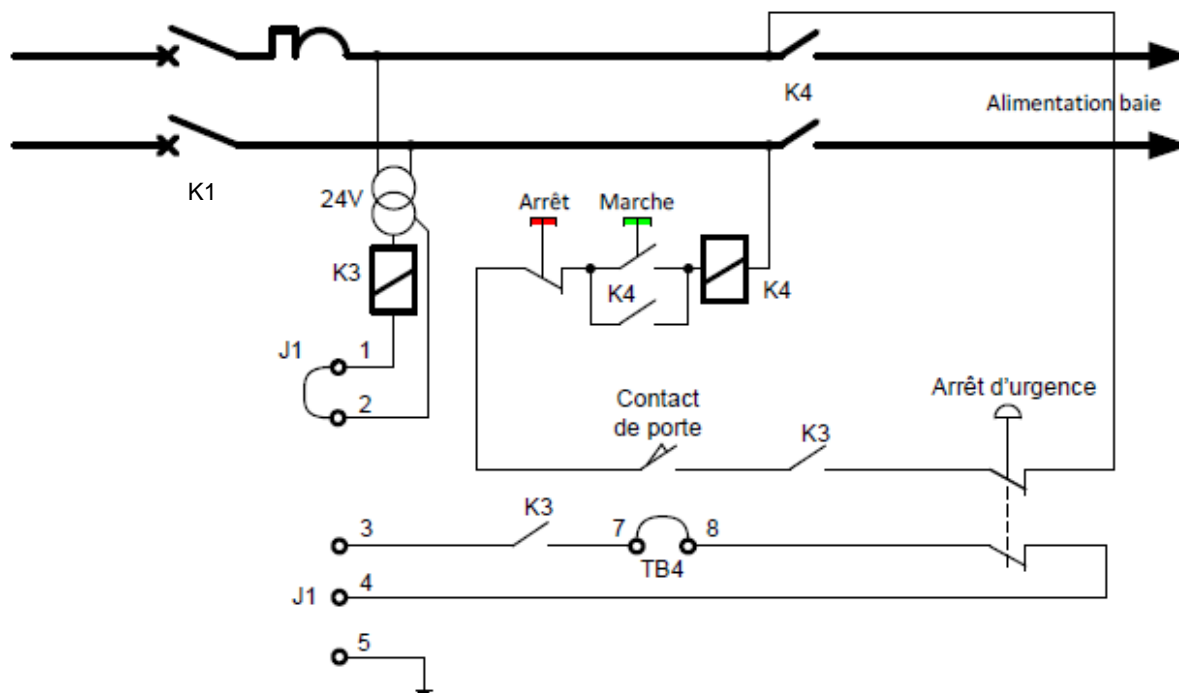 K4
Alimentation baie
K1
24V
Arrêt
Marche
K3
K4
K4
J1
1
2
Contact
de porte
K3
Arrêt d'urgence
3
K3
7
8
TB4
J1
4
5